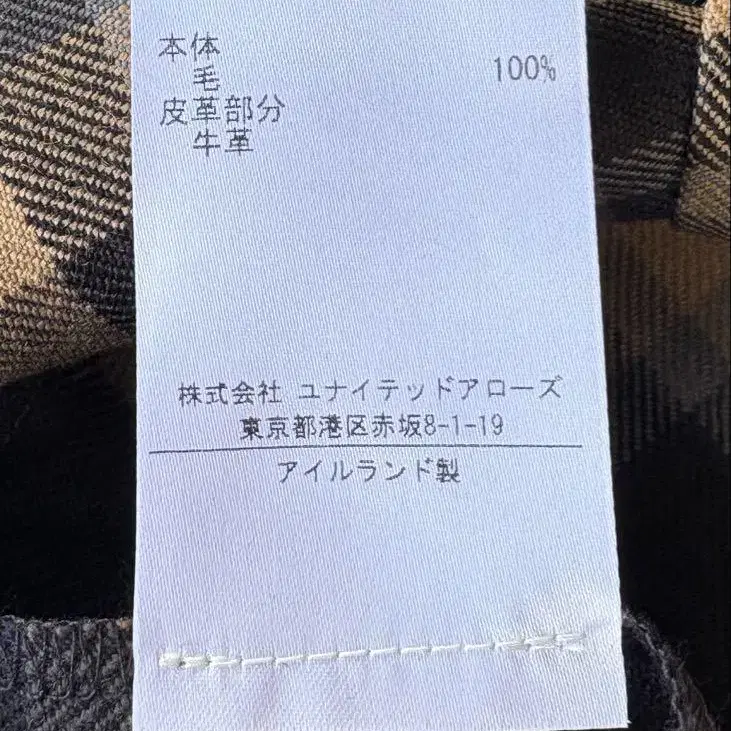 本体
毛 100%
皮革部分
牛革
株式会社 ユナイテッドアローズ
東京都港区赤坂8-1-19
アイルランド製